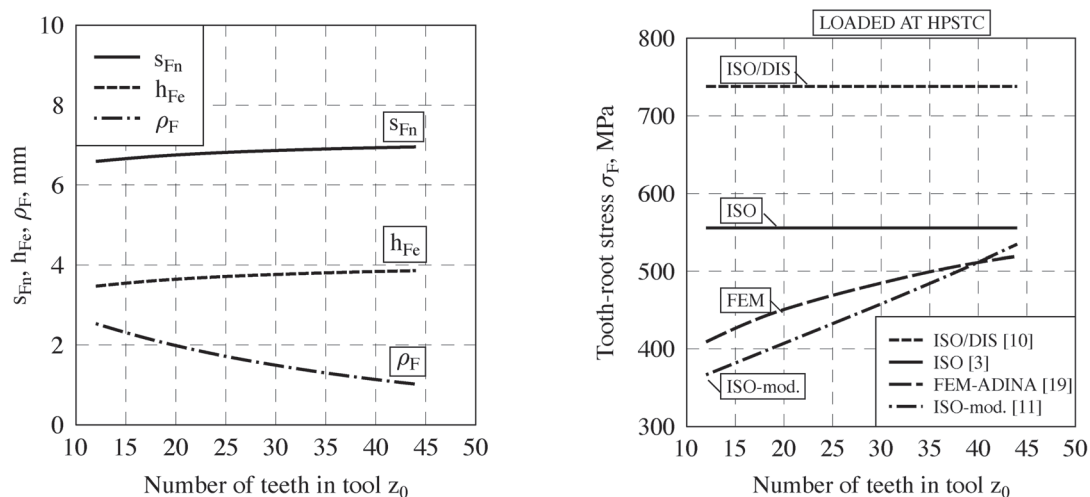 10
8
6
4
2
0
s_Fn, h_Fe, ρ_F, mm
s_Fn
h_Fe
ρ_F
s_Fn
h_Fe
ρ_F
10 15 20 25 30 35 40 45 50
Number of teeth in tool z_0
LOADED AT HPSTC
800
700
600
500
400
300
Tooth-root stress σ_F, MPa
ISO/DIS
ISO
FEM
ISO-mod.
ISO/DIS [10]
ISO [3]
FEM-ADINA [19]
ISO-mod. [11]
10 15 20 25 30 35 40 45 50
Number of teeth in tool z_0